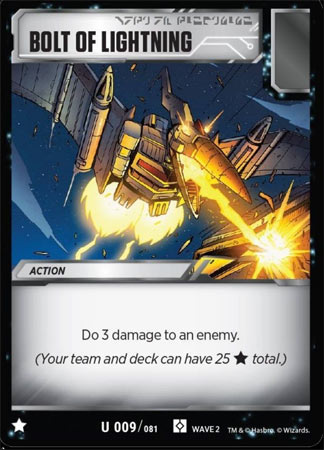 BOLT OF LIGHTNING
ACTION
Do 3 damage to an enemy.
(Your team and deck can have 25 ★ total.)
★ U 009/081 WAVE 2 TM & © Hasbro. © Wizards.